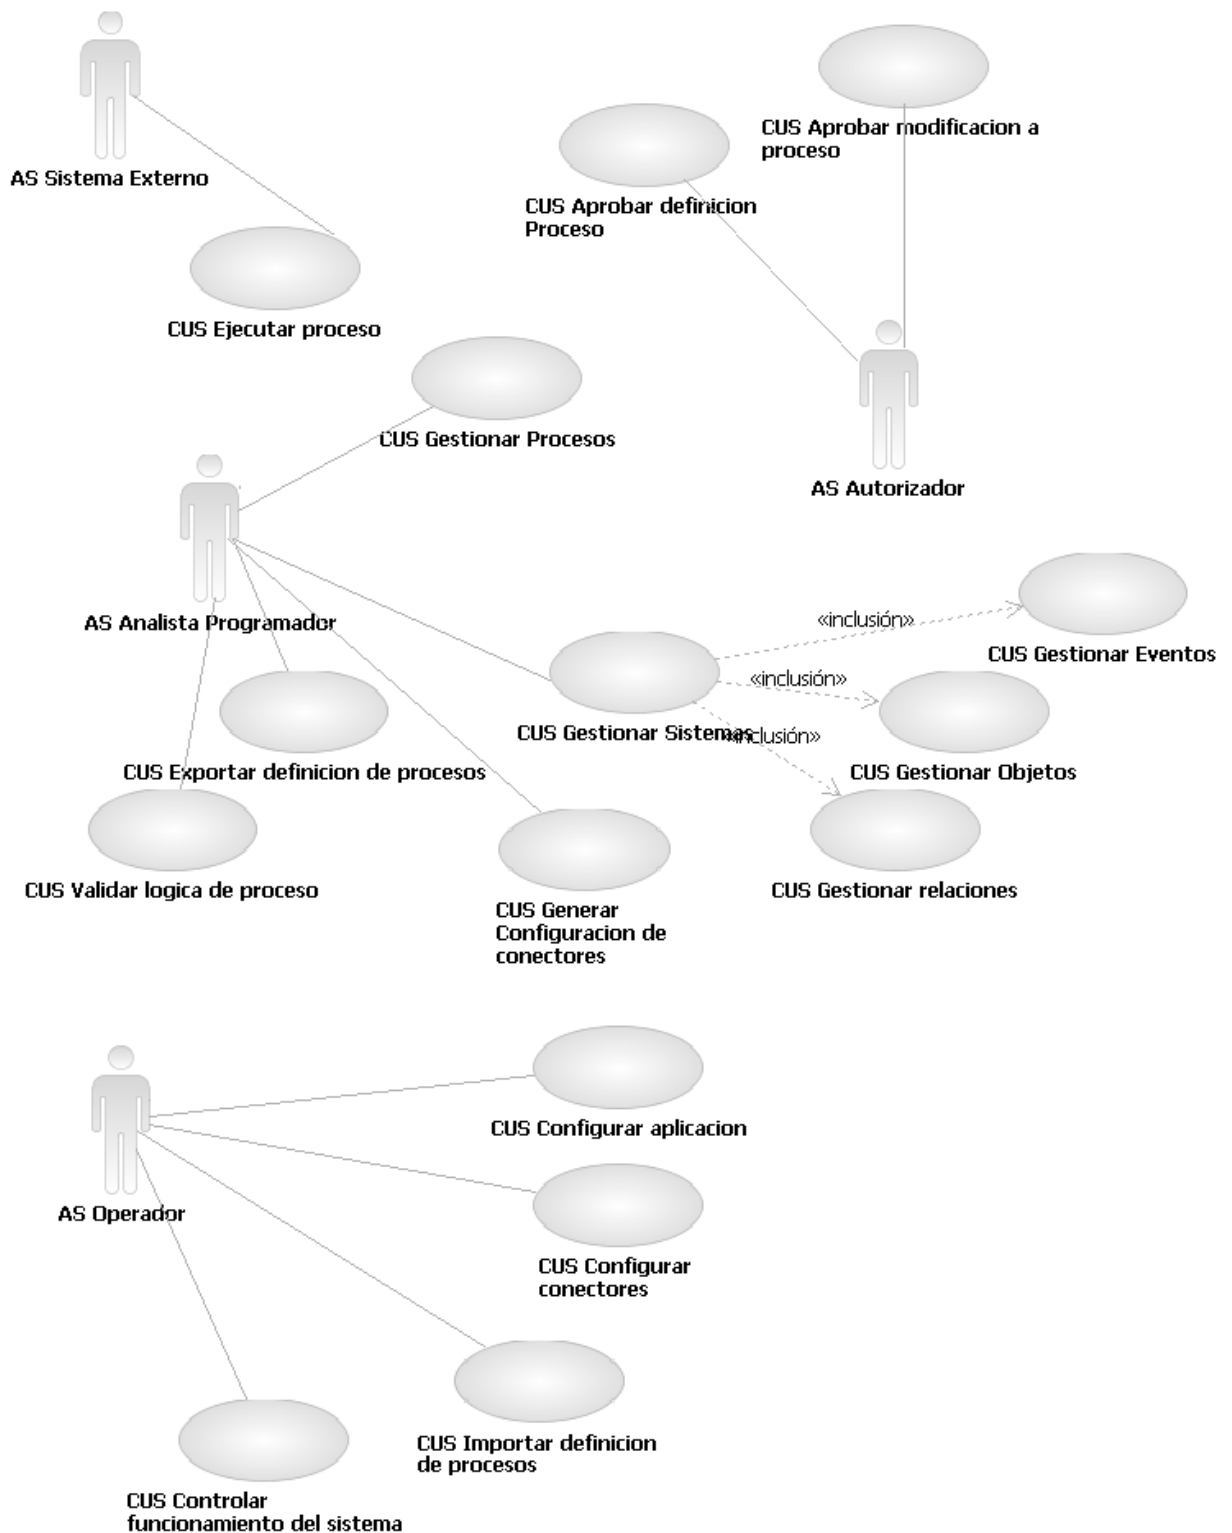 CUS Aprobar modificacion a
proceso
AS Sistema Externo
CUS Aprobar definicion
Proceso
CUS Ejecutar proceso
CUS Gestionar Procesos
AS Autorizador
AS Analista Programador
«inclusión»
CUS Gestionar Eventos
«inclusión»
CUS Gestionar Sistemas
«inclusión»
CUS Exportar definicion de procesos
CUS Gestionar Objetos
CUS Validar logica de proceso
CUS Gestionar relaciones
CUS Generar
Configuracion de
conectores
CUS Configurar aplicacion
AS Operador
CUS Configurar
conectores
CUS Importar definicion
de procesos
CUS Controlar
funcionamiento del sistema